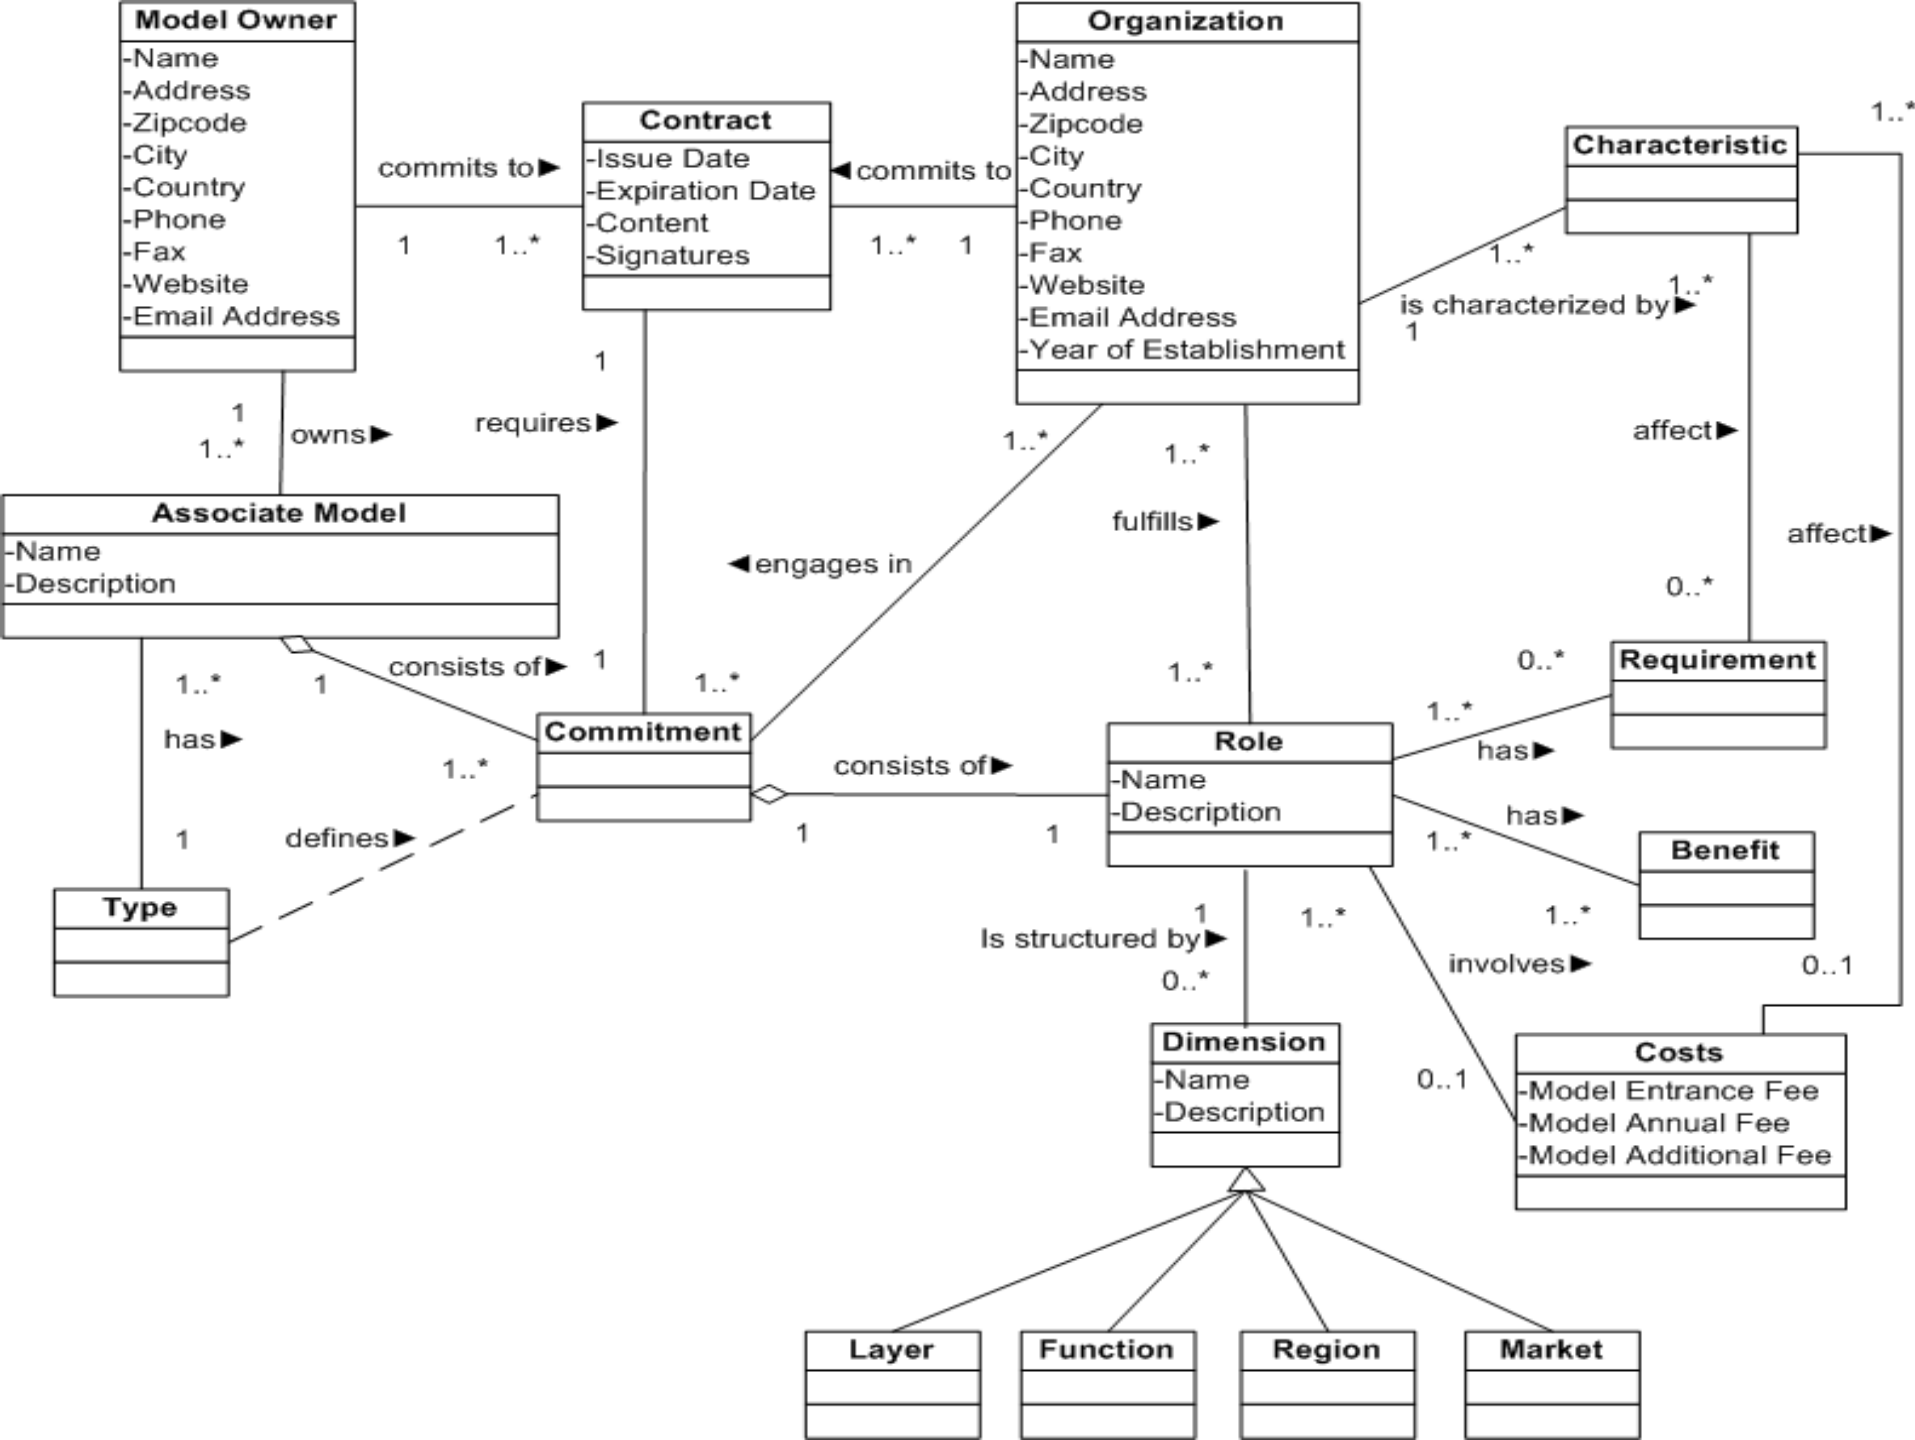 Model Owner
-Name
-Address
-Zipcode
-City
-Country
-Phone
-Fax
-Website
-Email Address
commits to►
1
1..*
Contract
-Issue Date
-Expiration Date
-Content
-Signatures
◄commits to
1..*
1
Organization
-Name
-Address
-Zipcode
-City
-Country
-Phone
-Fax
-Website
-Email Address
-Year of Establishment
Characteristic
1..*
1..*
1..*
is characterized by►
1
1
1..*
owns►
1
requires►
1
1..*
◄engages in
1..*
1..*
fulfills►
1..*
affect►
0..*
affect►
0..1
Associate Model
-Name
-Description
1..*
has►
1
1
consists of►
1..*
defines►
Type
Commitment
consists of►
1
1
Role
-Name
-Description
1..*
has►
0..*
Requirement
has►
1..*
1..*
Benefit
1
Is structured by►
0..*
1..*
involves►
0..1
Dimension
-Name
-Description
Costs
-Model Entrance Fee
-Model Annual Fee
-Model Additional Fee
Layer
Function
Region
Market